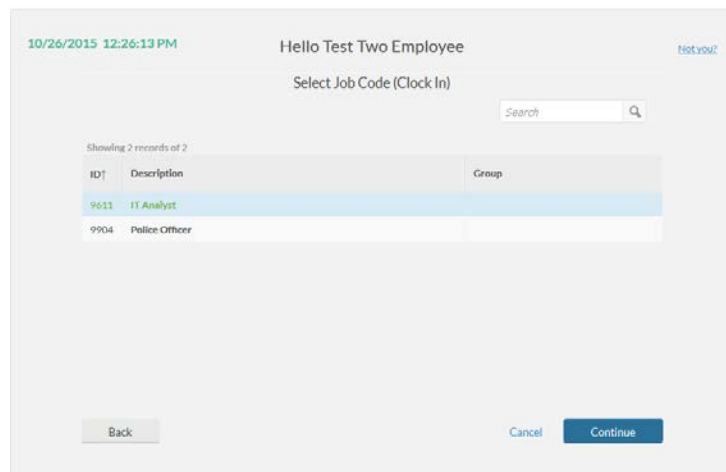 10/26/2015 12:26:13 PM
Hello Test Two Employee
Not you?
Select Job Code (Clock In)
Search
Showing 2 records of 2
ID↑ Description Group
9611 IT Analyst
9904 Police Officer
Back Cancel Continue